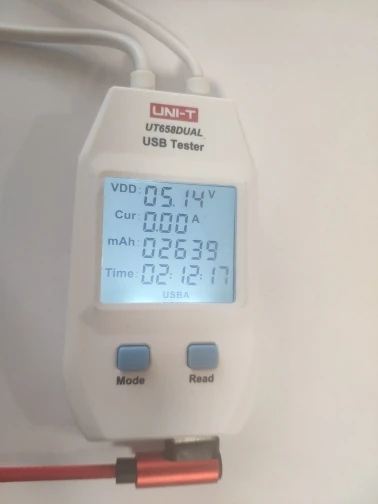 UNI-T
UT658DUAL
USB Tester
VDD: 05.14 V
Cur: 0.00 A
mAh: 02639
Time: 02:12:17
USBA
Mode Read